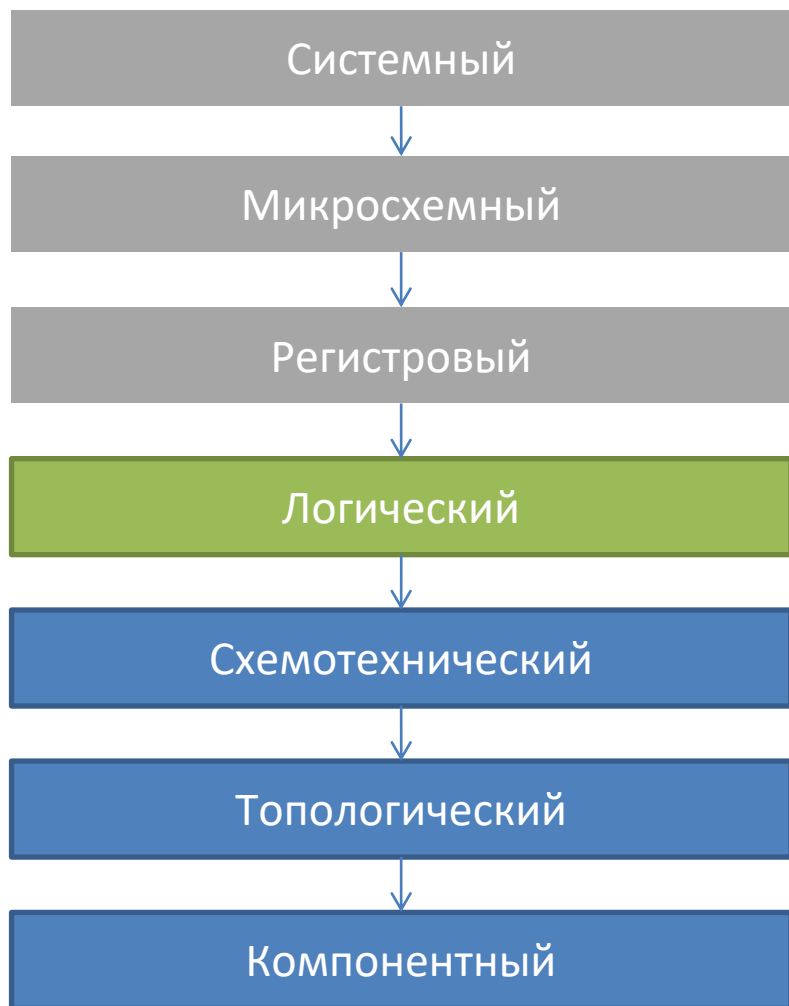 Системный
Микросхемный
Регистровый
Логический
Схемотехнический
Топологический
Компонентный